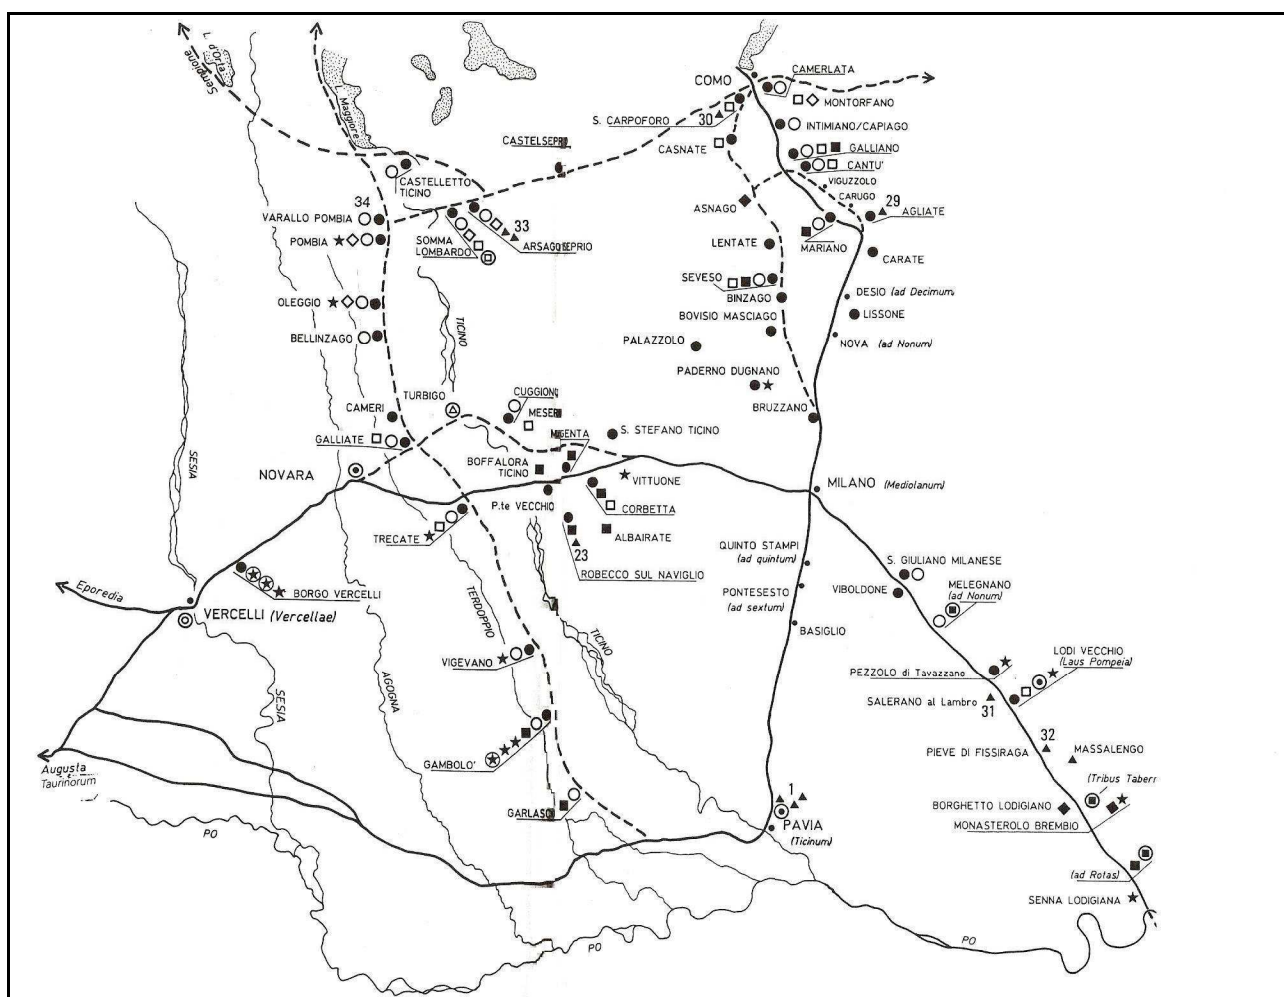 Sempione
L. d'Orta
Maggiore
COMO
CAMERLATA
MONTORFANO
S. CARPOFORO
30
INTIMIANO/CAPIAGO
CASTELSEPRIO
CASNATE
GALLIANO
CANTU'
VIGUZZOLO
CARUGO
CASTELLETTO
TICINO
ASNAGO
29
AGLIATE
34
VARALLO POMBIA
33
POMBIA
SOMMA
LOMBARDO
ARSAGO SEPRIO
LENTATE
MARIANO
CARATE
SEVESO
BINZAGO
DESIO (ad Decimum)
OLEGGIO
BOVISIO MASCIAGO
LISSONE
BELLINZAGO
TICINO
PALAZZOLO
NOVA (ad Nonum)
PADERNO DUGNANO
CUGGIONO
TURBIGO
BRUZZANO
CAMERI
MESER
GALLIATE
MGENTA
S. STEFANO TICINO
SESIA
NOVARA
BOFFALORA
TICINO
VITTUONE
MILANO (Mediolanum)
P.te VECCHIO
CORBETTA
TRECATE
ALBAIRATE
23
QUINTO STAMPI
(ad quintum)
ROBECCO SUL NAVIGLIO
S. GIULIANO MILANESE
Eporedia
BORGO VERCELLI
PONTESESTO
(ad sextum)
VIBOLDONE
MELEGNANO
(ad Nonum)
VERCELLI (Vercellae)
TERDOPPIO
TICINO
BASIGLIO
VIGEVANO
LODI VECCHIO
(Laus Pompeia)
PEZZOLO di Tavazzano
AGOGNA
SESIA
SALERANO al Lambro
31
32
PIEVE DI FISSIRAGA
MASSALENGO
GAMBOLO'
Augusta
Taurinorum
(Tribus Tabern
1
BORGHETTO LODIGIANO
GARLASCO
MONASTEROLO BREMBIO
PAVIA
(Ticinum)
PO
(ad Rotas)
SENNA LODIGIANA
PO
PO